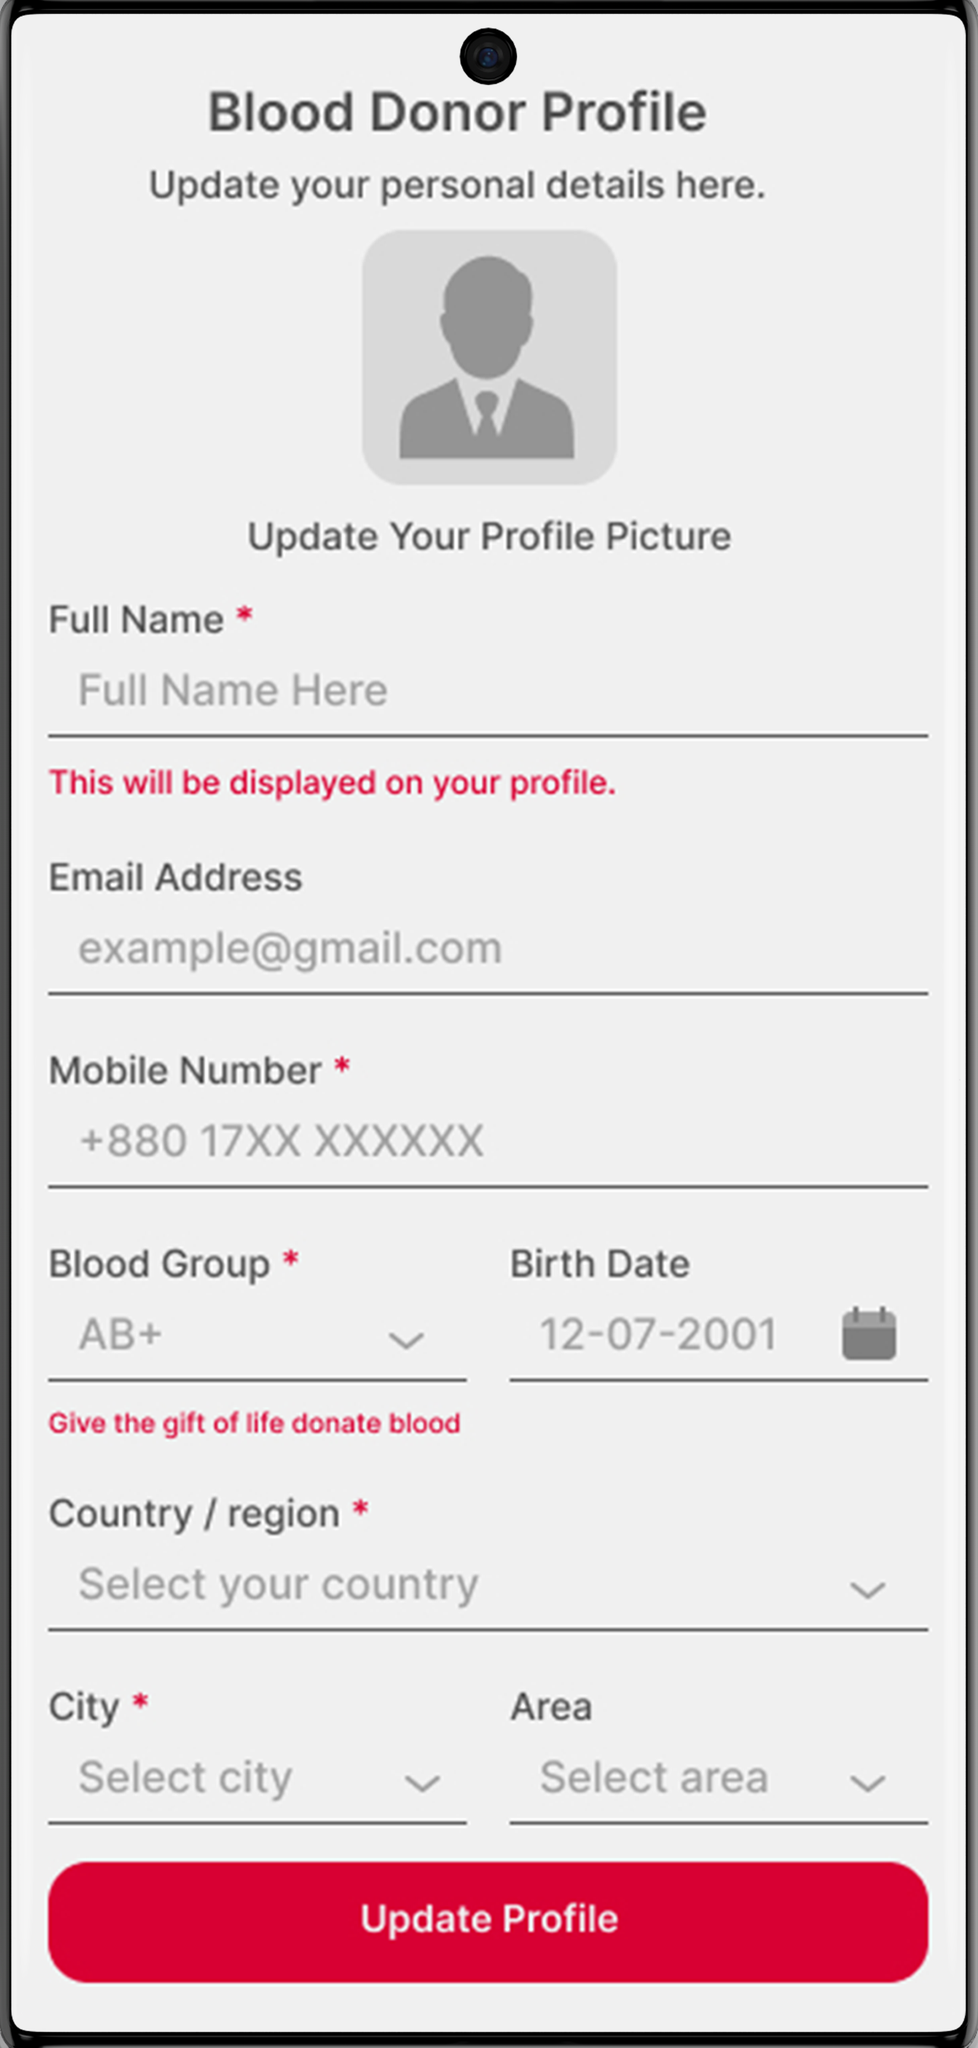 Blood Donor Profile
Update your personal details here.
Update Your Profile Picture
Full Name *
Full Name Here
This will be displayed on your profile.
Email Address
example@gmail.com
Mobile Number *
+880 17XX XXXXXX
Blood Group * Birth Date
AB+ 12-07-2001
Give the gift of life donate blood
Country / region *
Select your country
City * Area
Select city Select area
Update Profile